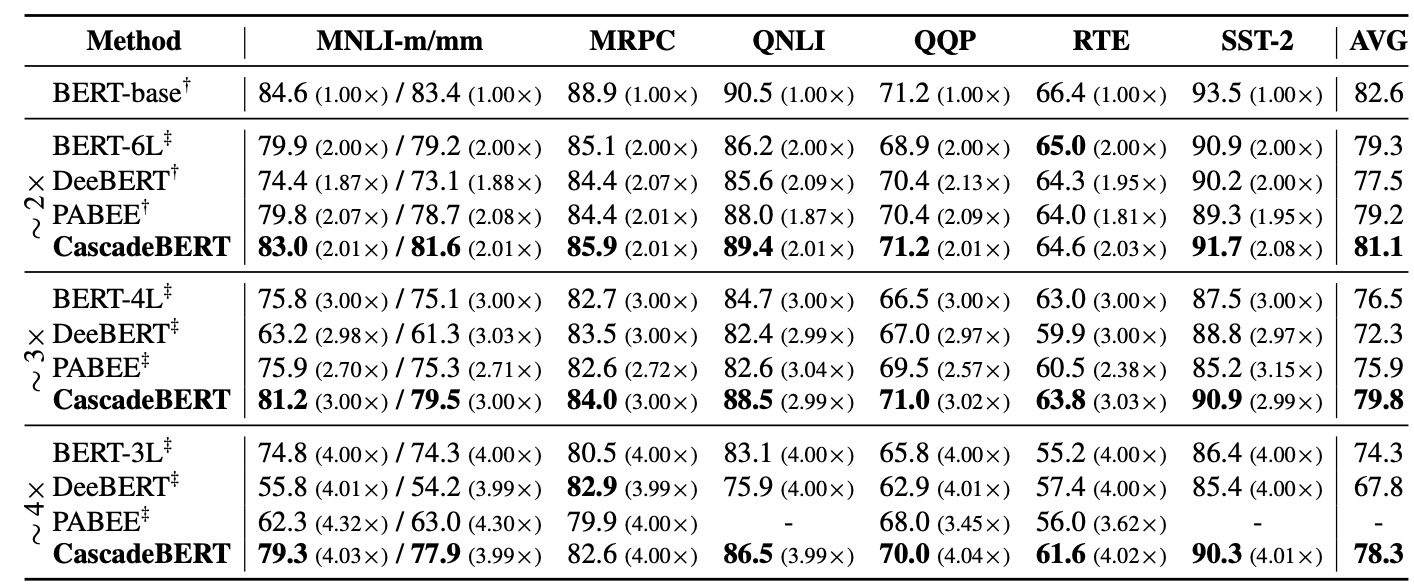 Method MNLI-m/mm MRPC QNLI QQP RTE SST-2 AVG
BERT-base† 84.6 (1.00×) / 83.4 (1.00×) 88.9 (1.00×) 90.5 (1.00×) 71.2 (1.00×) 66.4 (1.00×) 93.5 (1.00×) 82.6
~2×
BERT-6L‡ 79.9 (2.00×) / 79.2 (2.00×) 85.1 (2.00×) 86.2 (2.00×) 68.9 (2.00×) 65.0 (2.00×) 90.9 (2.00×) 79.3
DeeBERT† 74.4 (1.87×) / 73.1 (1.88×) 84.4 (2.07×) 85.6 (2.09×) 70.4 (2.13×) 64.3 (1.95×) 90.2 (2.00×) 77.5
PABEE† 79.8 (2.07×) / 78.7 (2.08×) 84.4 (2.01×) 88.0 (1.87×) 70.4 (2.09×) 64.0 (1.81×) 89.3 (1.95×) 79.2
CascadeBERT 83.0 (2.01×) / 81.6 (2.01×) 85.9 (2.01×) 89.4 (2.01×) 71.2 (2.01×) 64.6 (2.03×) 91.7 (2.08×) 81.1
~3×
BERT-4L‡ 75.8 (3.00×) / 75.1 (3.00×) 82.7 (3.00×) 84.7 (3.00×) 66.5 (3.00×) 63.0 (3.00×) 87.5 (3.00×) 76.5
DeeBERT‡ 63.2 (2.98×) / 61.3 (3.03×) 83.5 (3.00×) 82.4 (2.99×) 67.0 (2.97×) 59.9 (3.00×) 88.8 (2.97×) 72.3
PABEE‡ 75.9 (2.70×) / 75.3 (2.71×) 82.6 (2.72×) 82.6 (3.04×) 69.5 (2.57×) 60.5 (2.38×) 85.2 (3.15×) 75.9
CascadeBERT 81.2 (3.00×) / 79.5 (3.00×) 84.0 (3.00×) 88.5 (2.99×) 71.0 (3.02×) 63.8 (3.03×) 90.9 (2.99×) 79.8
~4×
BERT-3L‡ 74.8 (4.00×) / 74.3 (4.00×) 80.5 (4.00×) 83.1 (4.00×) 65.8 (4.00×) 55.2 (4.00×) 86.4 (4.00×) 74.3
DeeBERT‡ 55.8 (4.01×) / 54.2 (3.99×) 82.9 (3.99×) 75.9 (4.00×) 62.9 (4.01×) 57.4 (4.00×) 85.4 (4.00×) 67.8
PABEE‡ 62.3 (4.32×) / 63.0 (4.30×) 79.9 (4.00×) - 68.0 (3.45×) 56.0 (3.62×) - -
CascadeBERT 79.3 (4.03×) / 77.9 (3.99×) 82.6 (4.00×) 86.5 (3.99×) 70.0 (4.04×) 61.6 (4.02×) 90.3 (4.01×) 78.3